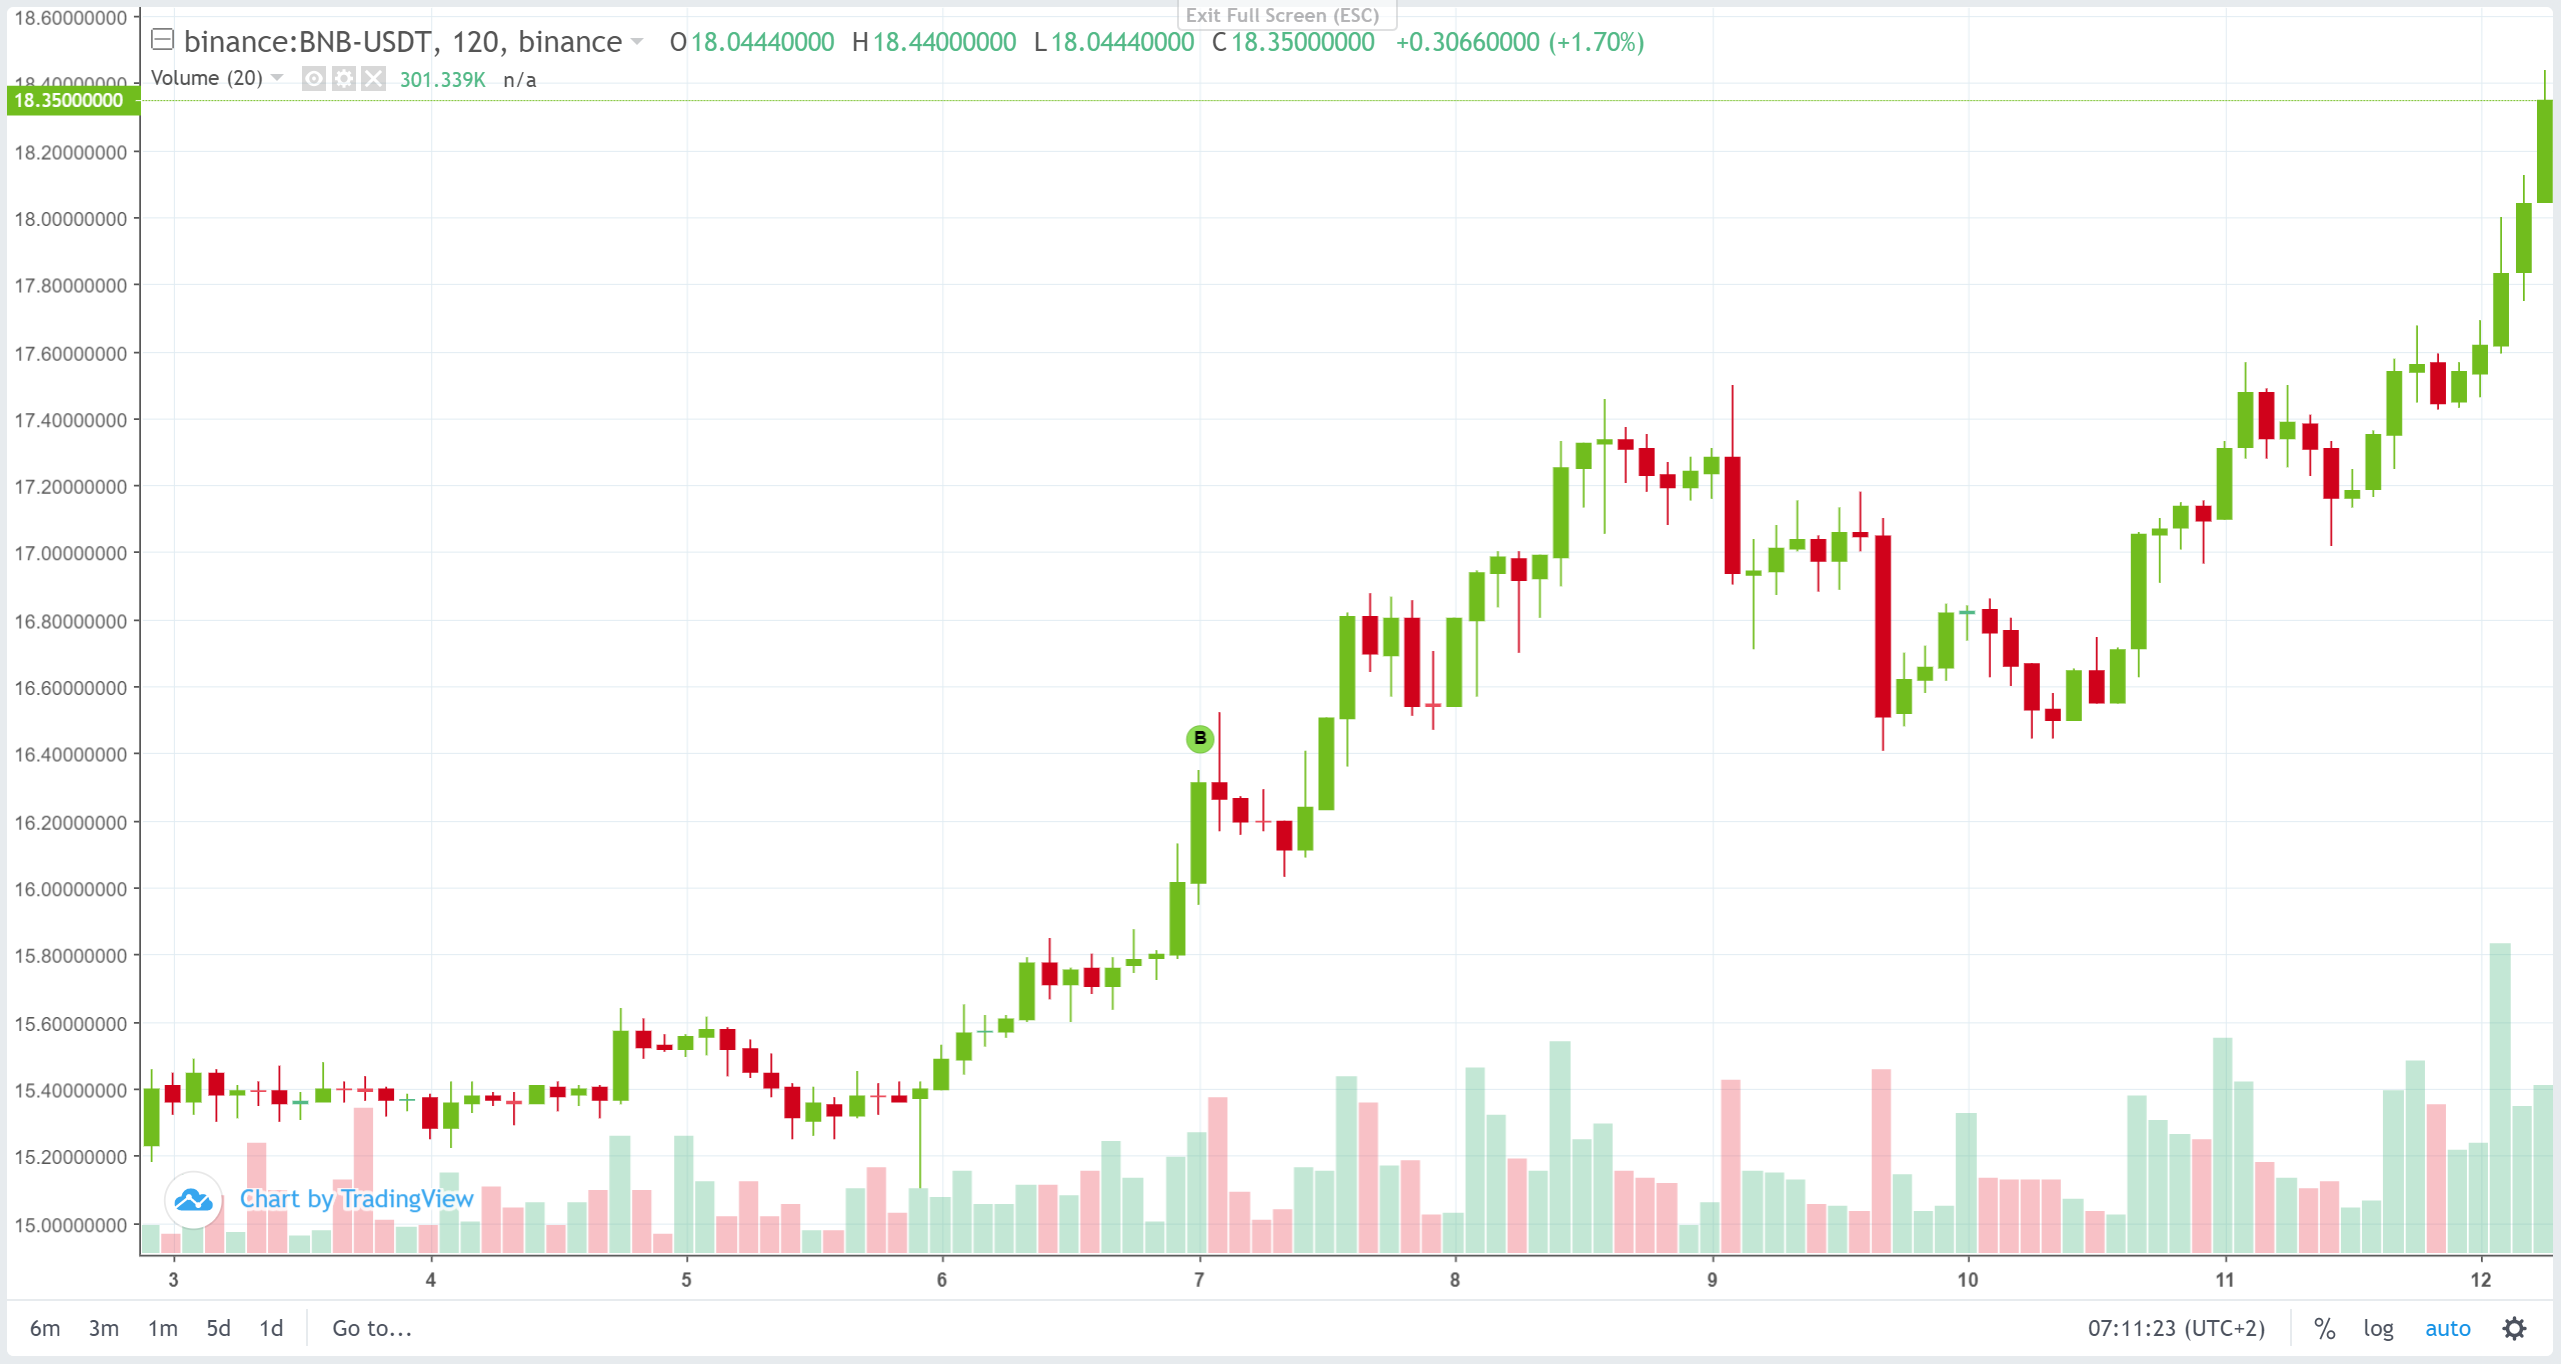 Exit Full Screen (ESC)
binance:BNB-USDT, 120, binance O18.04440000 H18.44000000 L18.04440000 C18.35000000 +0.30660000 (+1.70%)
Volume (20) 301.339K n/a
18.60000000
18.40000000
18.35000000
18.20000000
18.00000000
17.80000000
17.60000000
17.40000000
17.20000000
17.00000000
16.80000000
16.60000000
B
16.40000000
16.20000000
16.00000000
15.80000000
15.60000000
15.40000000
15.20000000
Chart by TradingView
15.00000000
3 4 5 6 7 8 9 10 11 12
6m 3m 1m 5d 1d Go to... 07:11:23 (UTC+2) % log auto